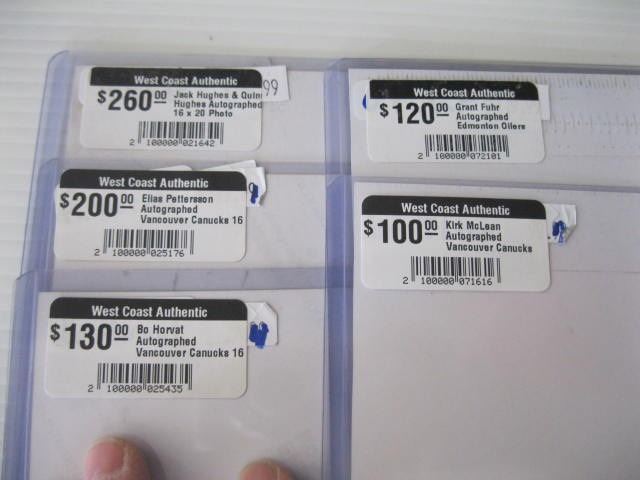 West Coast Authentic
$260.00 Jack Hughes & Quinn
Hughes Autographed
16 x 20 Photo
2 100000 021642
99
West Coast Authentic
$120.00 Grant Fuhr
Autographed
Edmonton Oilers
2 100000 072101
West Coast Authentic
$200.00 Elias Pettersson
Autographed
Vancouver Canucks 16
2 100000 025176
West Coast Authentic
$100.00 Kirk McLean
Autographed
Vancouver Canucks
2 100000 071616
West Coast Authentic
$130.00 Bo Horvat
Autographed
Vancouver Canucks 16
2 100000 025435